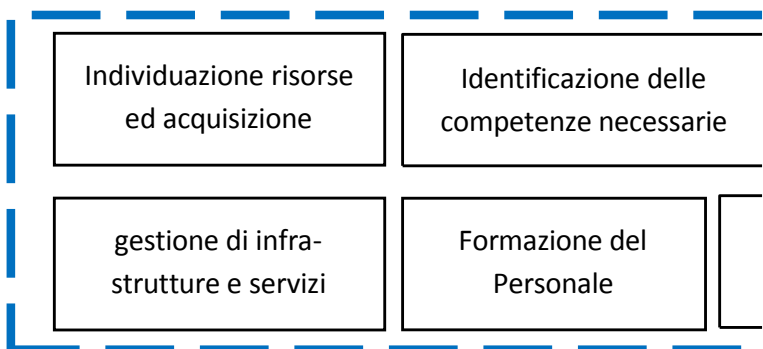 Individuazione risorse
ed acquisizione
Identificazione delle
competenze necessarie
gestione di infra-
strutture e servizi
Formazione del
Personale